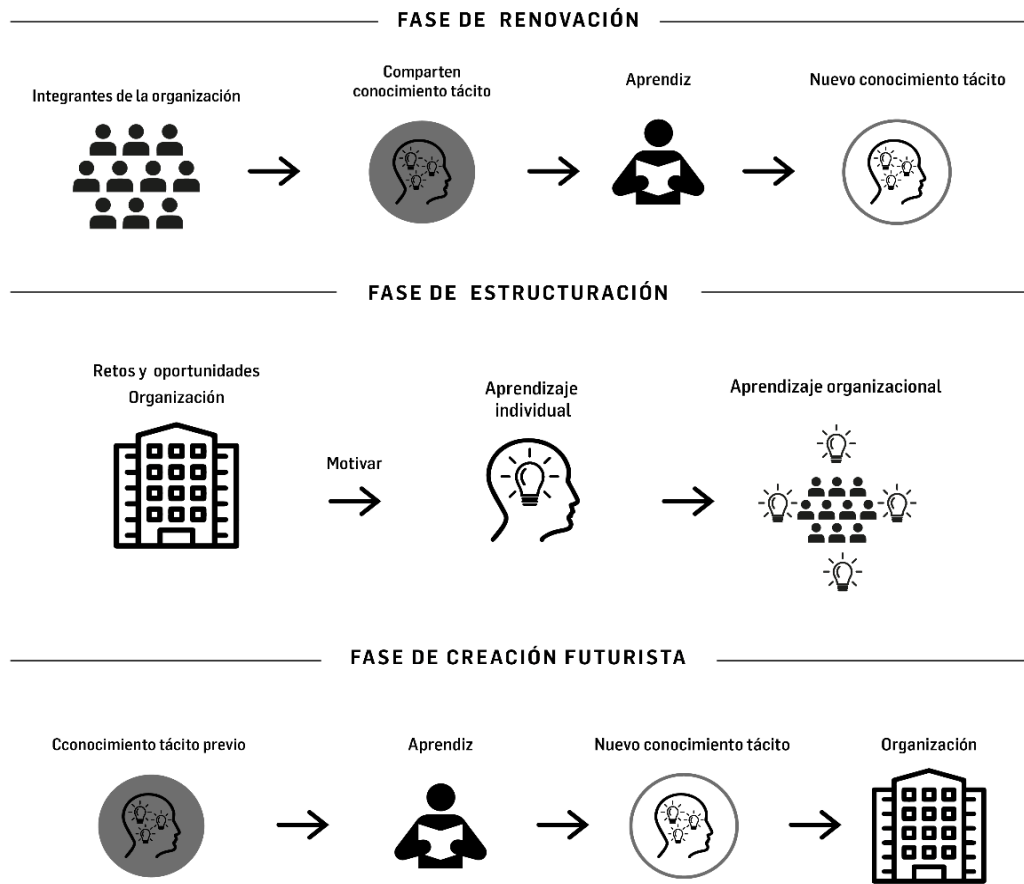 FASE DE RENOVACIÓN
Integrantes de la organización
Comparten
conocimiento tácito
Aprendiz
Nuevo conocimiento tácito
FASE DE ESTRUCTURACIÓN
Retos y oportunidades
Organización
Motivar
Aprendizaje
individual
Aprendizaje organizacional
FASE DE CREACIÓN FUTURISTA
Cconocimiento tácito previo
Aprendiz
Nuevo conocimiento tácito
Organización